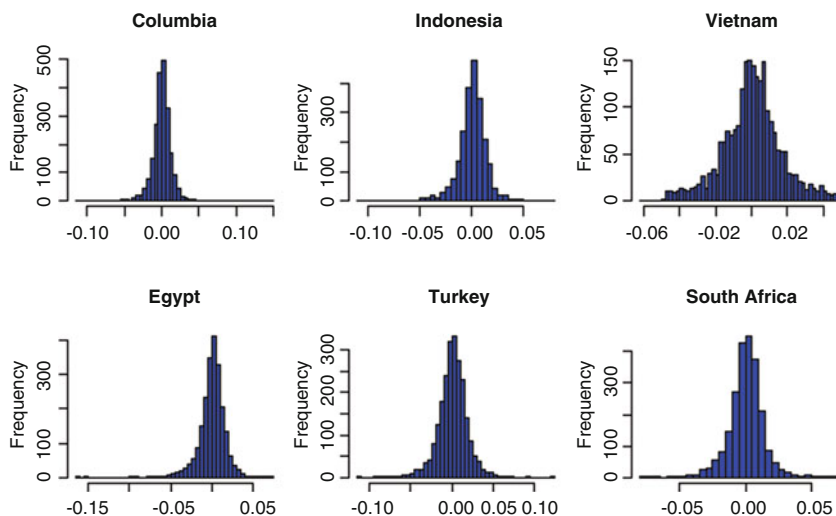 Columbia
Frequency
0 100 300 500
-0.10 0.00 0.10
Indonesia
Frequency
0 100 300
-0.10 -0.05 0.00 0.05
Vietnam
Frequency
0 50 100 150
-0.06 -0.02 0.02
Egypt
Frequency
0 100 300
-0.15 -0.05 0.05
Turkey
Frequency
0 100 200 300
-0.10 0.00 0.10
South Africa
Frequency
0 100 300
-0.05 0.00 0.05